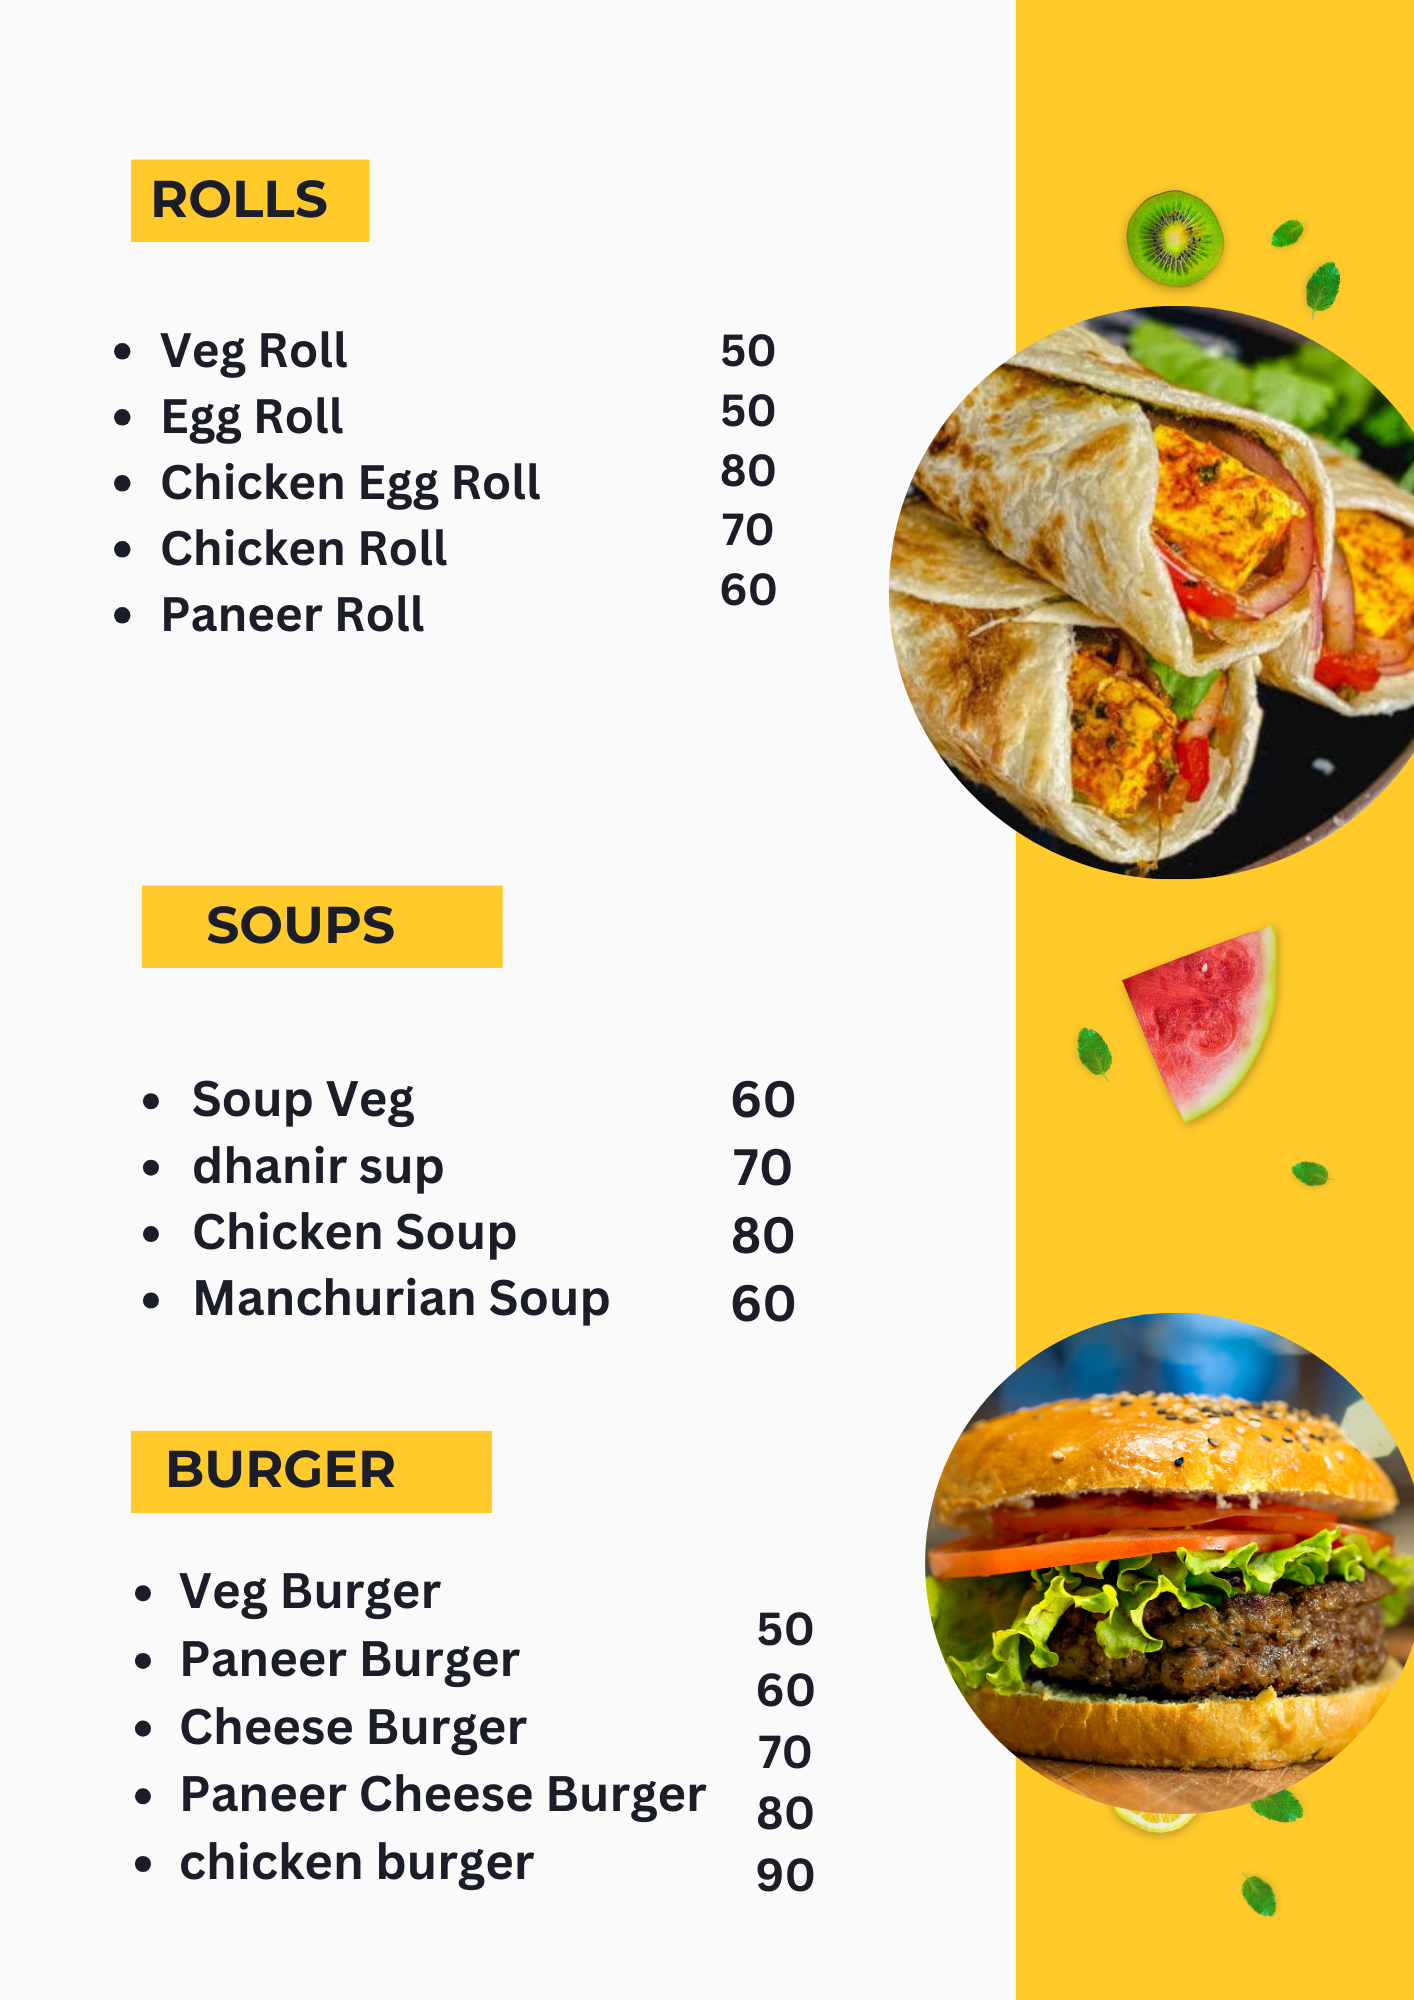 ROLLS
Veg Roll 50
Egg Roll 50
Chicken Egg Roll 80
Chicken Roll 70
Paneer Roll 60
SOUPS
Soup Veg 60
dhanir sup 70
Chicken Soup 80
Manchurian Soup 60
BURGER
Veg Burger 50
Paneer Burger 60
Cheese Burger 70
Paneer Cheese Burger 80
chicken burger 90